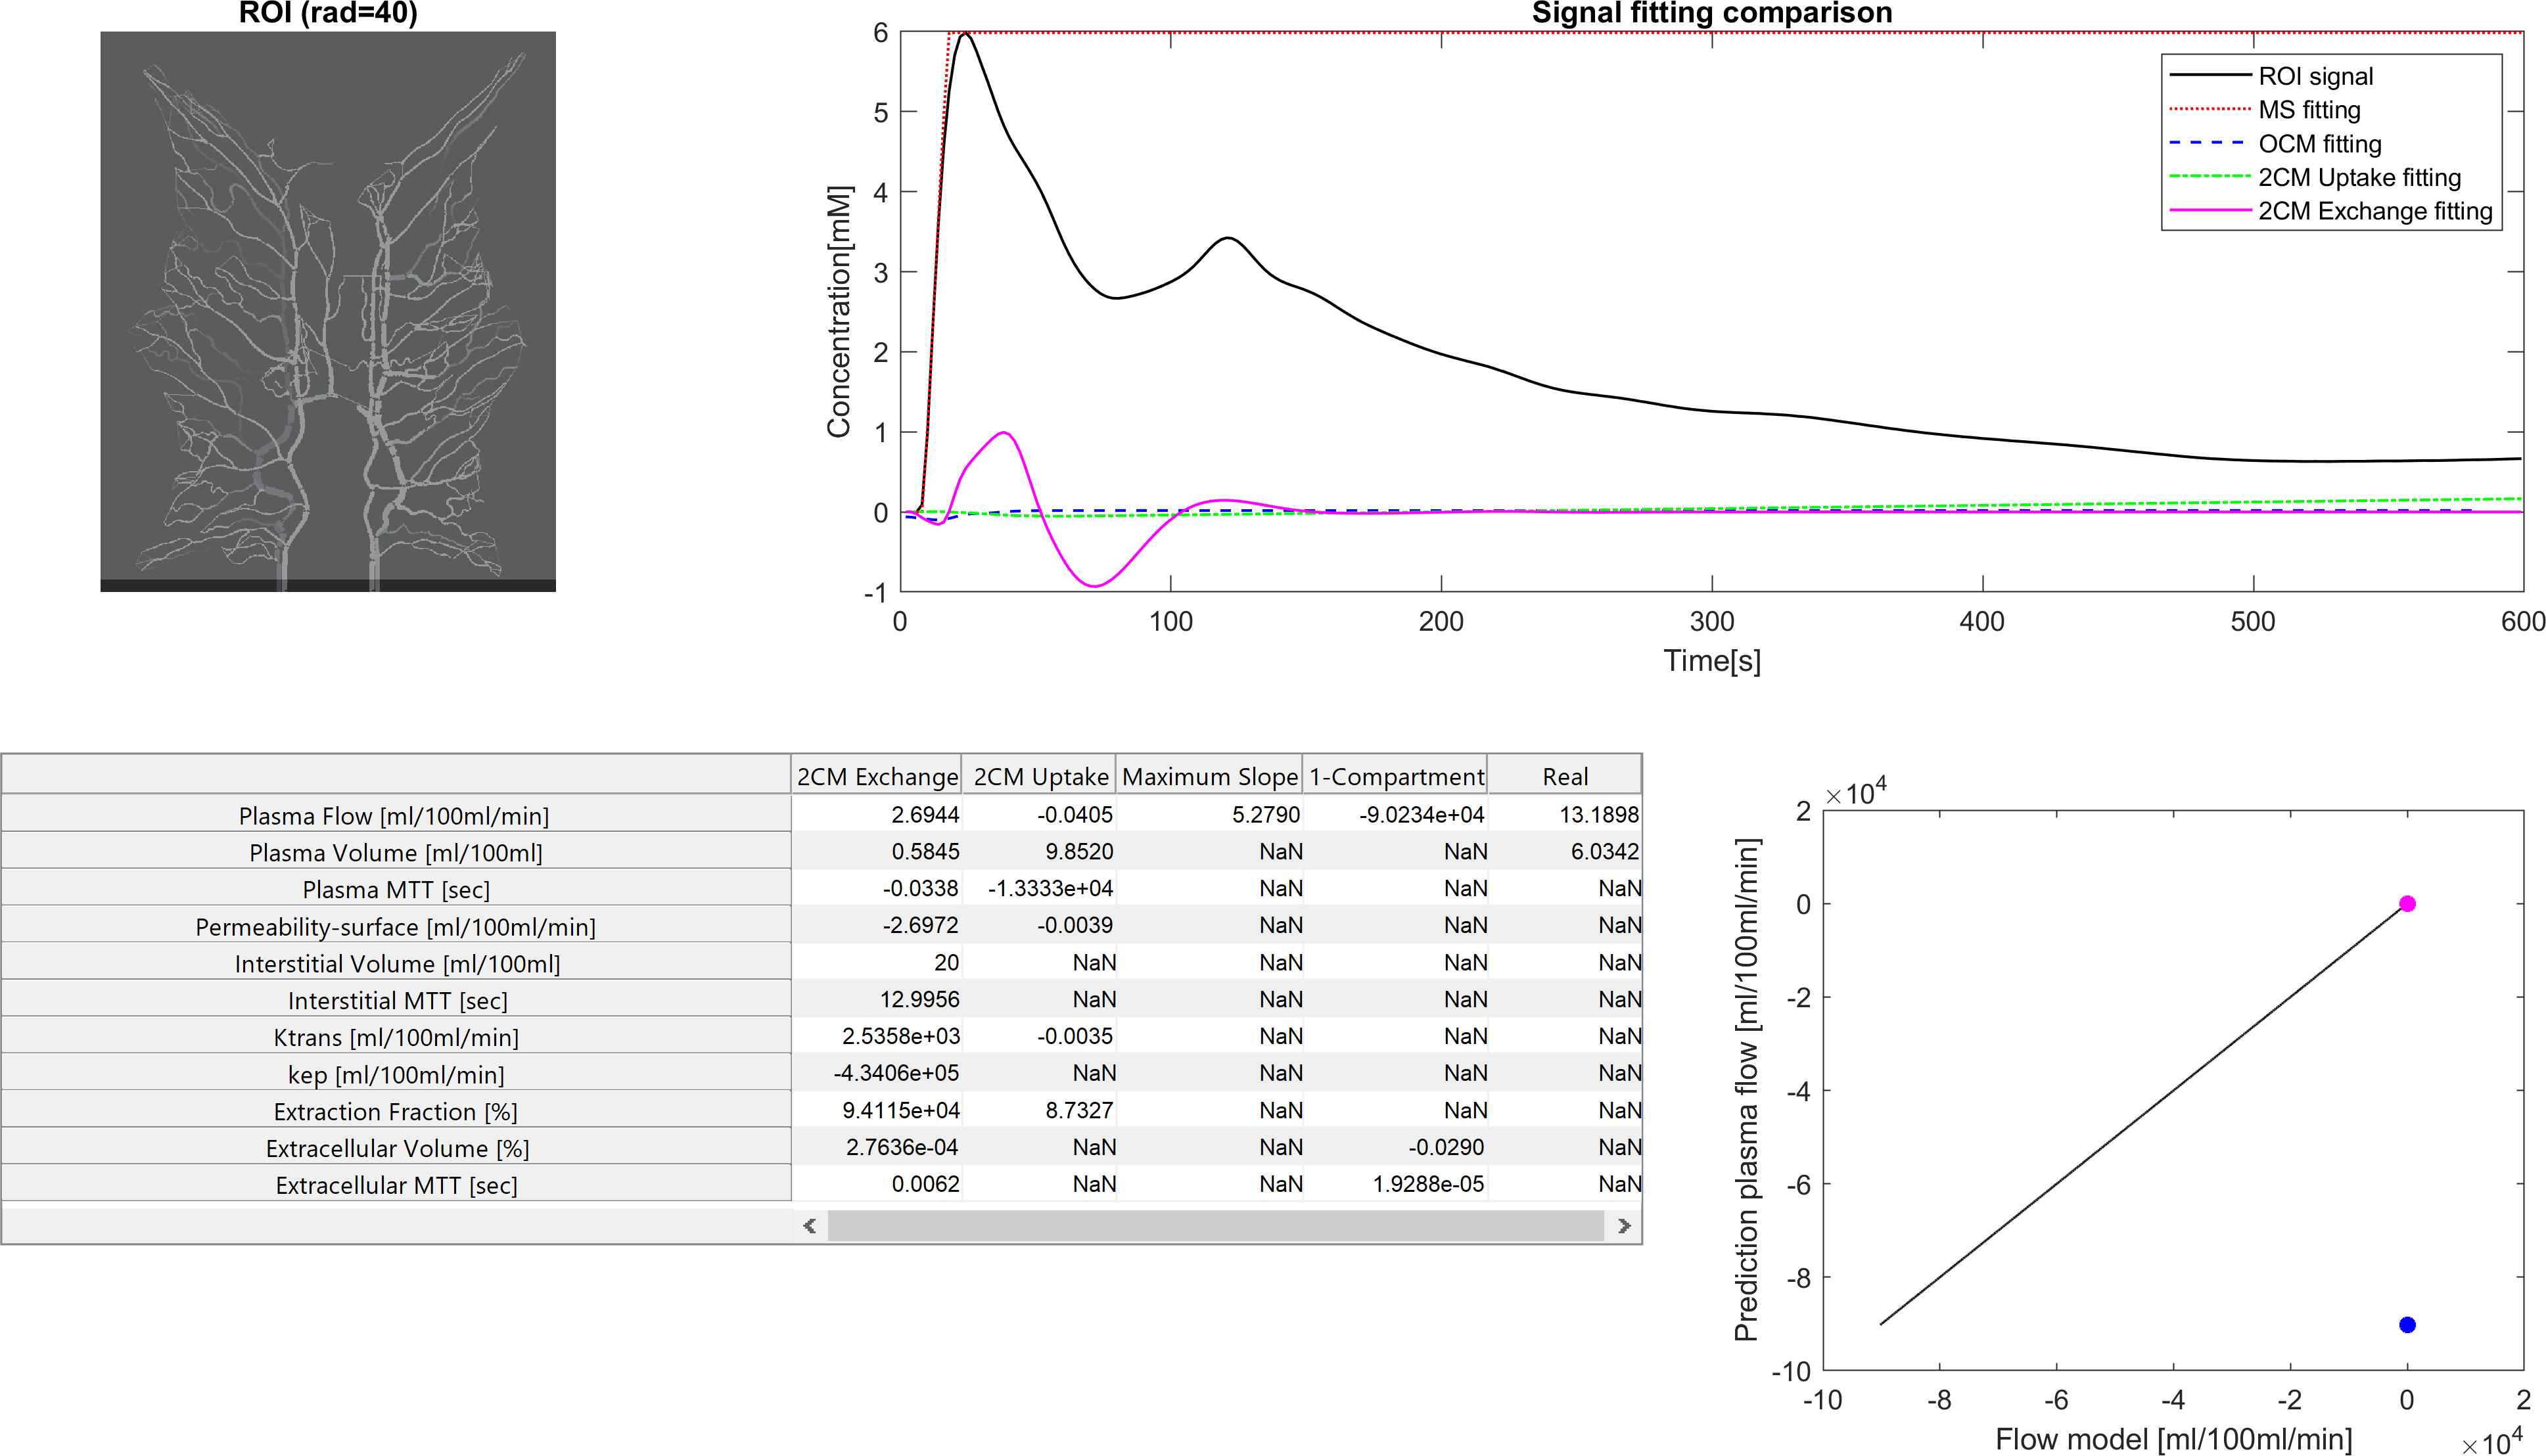 ROI (rad=40)
Signal fitting comparison
6
5
4
3
2
1
0
-1
Concentration[mM]
0 100 200 300 400 500 600
Time[s]
ROI signal
MS fitting
OCM fitting
2CM Uptake fitting
2CM Exchange fitting
2CM Exchange 2CM Uptake Maximum Slope 1-Compartment Real
Plasma Flow [ml/100ml/min] 2.6944 -0.0405 5.2790 -9.0234e+04 13.1898
Plasma Volume [ml/100ml] 0.5845 9.8520 NaN NaN 6.0342
Plasma MTT [sec] -0.0338 -1.3333e+04 NaN NaN NaN
Permeability-surface [ml/100ml/min] -2.6972 -0.0039 NaN NaN NaN
Interstitial Volume [ml/100ml] 20 NaN NaN NaN NaN
Interstitial MTT [sec] 12.9956 NaN NaN NaN NaN
Ktrans [ml/100ml/min] 2.5358e+03 -0.0035 NaN NaN NaN
kep [ml/100ml/min] -4.3406e+05 NaN NaN NaN NaN
Extraction Fraction [%] 9.4115e+04 8.7327 NaN NaN NaN
Extracellular Volume [%] 2.7636e-04 NaN NaN -0.0290 NaN
Extracellular MTT [sec] 0.0062 NaN NaN 1.9288e-05 NaN
×10⁴
2
0
-2
-4
-6
-8
-10
Prediction plasma flow [ml/100ml/min]
-10 -8 -6 -4 -2 0 2
Flow model [ml/100ml/min]
×10⁴